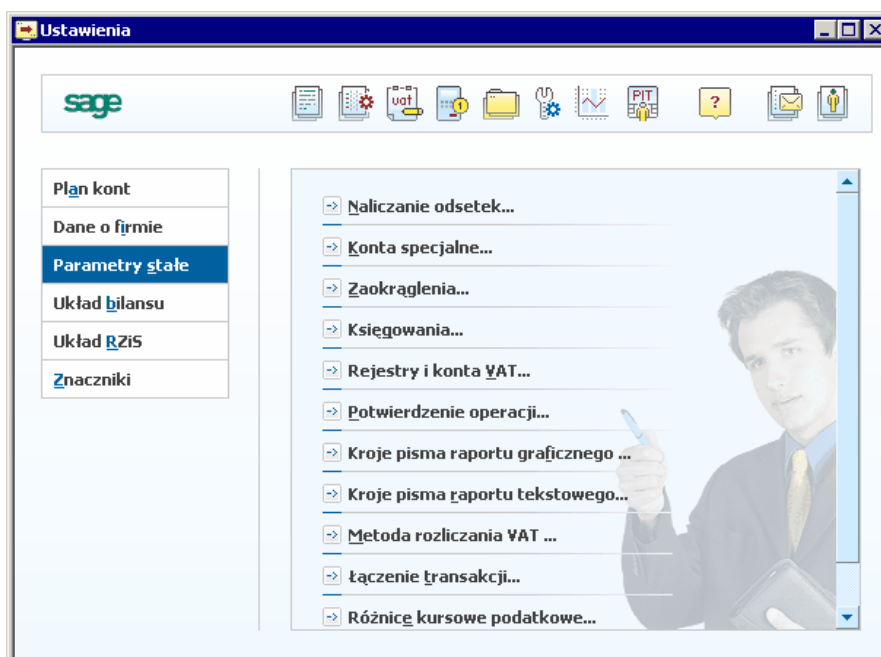 Ustawienia
sage
uat
1
PIT
?
Plan kont
Dane o firmie
Parametry stałe
Układ bilansu
Układ RZiS
Znaczniki
Naliczanie odsetek...
Konta specjalne...
Zaokrąglenia...
Księgowania...
Rejestry i konta VAT...
Potwierdzenie operacji...
Kroje pisma raportu graficznego ...
Kroje pisma raportu tekstowego...
Metoda rozliczania VAT ...
Łączenie transakcji...
Różnice kursowe podatkowe...